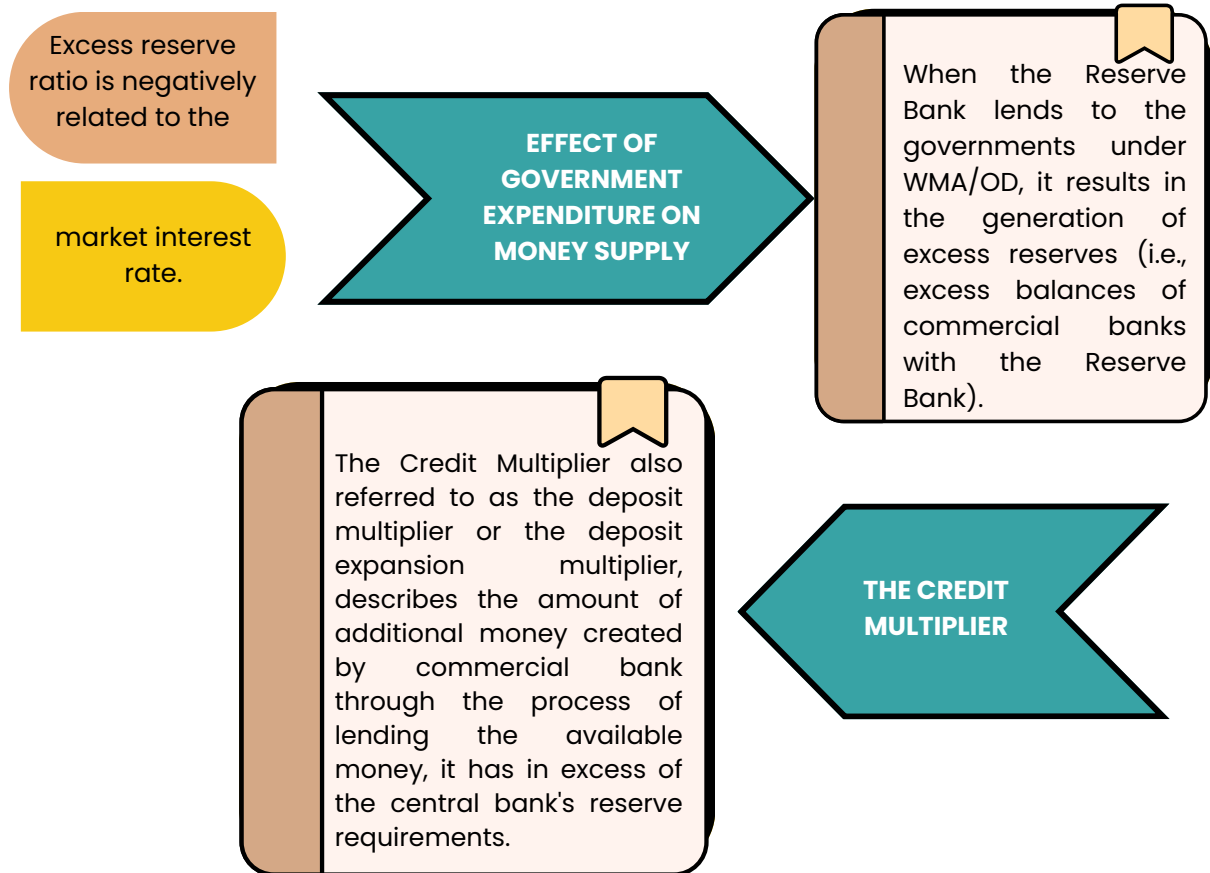 Excess reserve
ratio is negatively
related to the
market interest
rate.
EFFECT OF
GOVERNMENT
EXPENDITURE ON
MONEY SUPPLY
When the Reserve
Bank lends to the
governments under
WMA/OD, it results in
the generation of
excess reserves (i.e.,
excess balances of
commercial banks
with the Reserve
Bank).
THE CREDIT
MULTIPLIER
The Credit Multiplier also
referred to as the deposit
multiplier or the deposit
expansion multiplier,
describes the amount of
additional money created
by commercial bank
through the process of
lending the available
money, it has in excess of
the central bank's reserve
requirements.